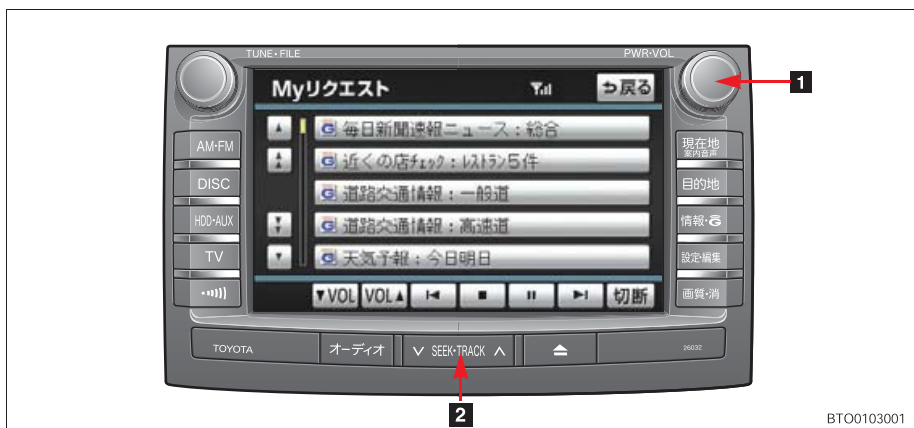 TUNE・FILE
PWR・VOL
Myリクエスト
戻る
1
毎日新聞速報ニュース：総合
AM・FM
現在地
案内音声
近くの店ﾁｪｯｸ：ﾚｽﾄﾗﾝ5件
DISC
目的地
道路交通情報：一般道
HDD・AUX
情報・G
道路交通情報：高速道
TV
設定・編集
天気予報：今日明日
画質・消
▼VOL
VOL▲
切断
TOYOTA
オーディオ
∨ SEEK・TRACK ∧
26032
2
BTO0103001